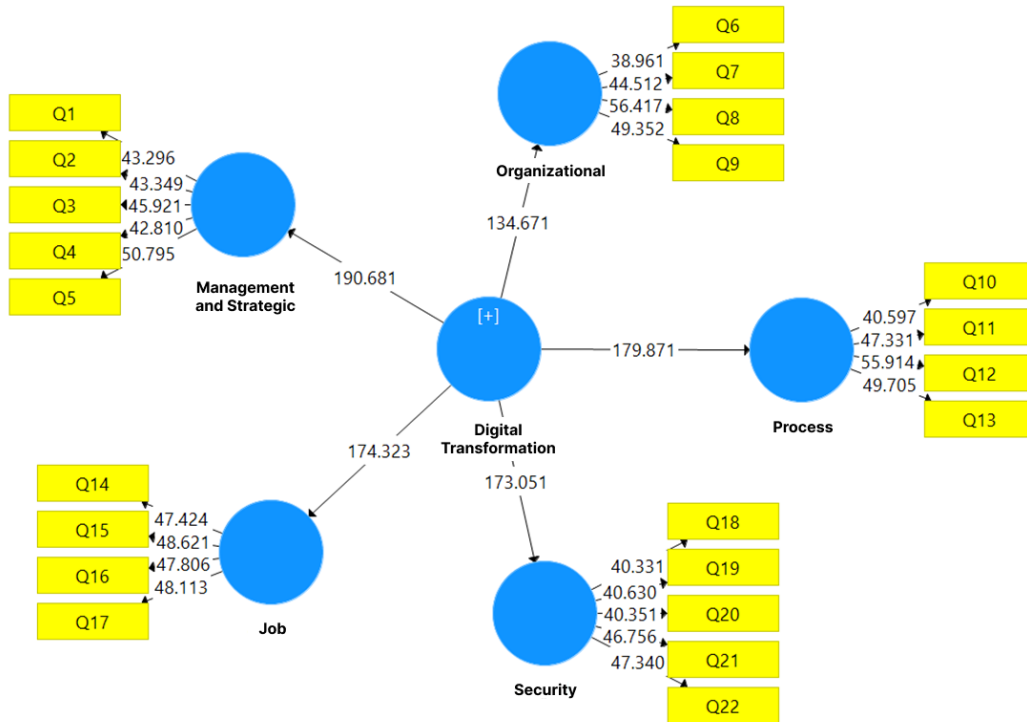 Q6
38.961
Q7
44.512
56.417
Q8
49.352
Q9
Organizational
134.671
Q1
43.296
Q2
43.349
Q3
45.921
42.810
Q4
50.795
Q5
Management
and Strategic
190.681
[+]
Digital
Transformation
179.871
Q10
40.597
Q11
47.331
55.914
Q12
49.705
Q13
Process
174.323
173.051
Q14
47.424
Q15
48.621
47.806
Q16
48.113
Q17
Job
Q18
40.331
Q19
40.630
40.351
Q20
46.756
Q21
47.340
Q22
Security